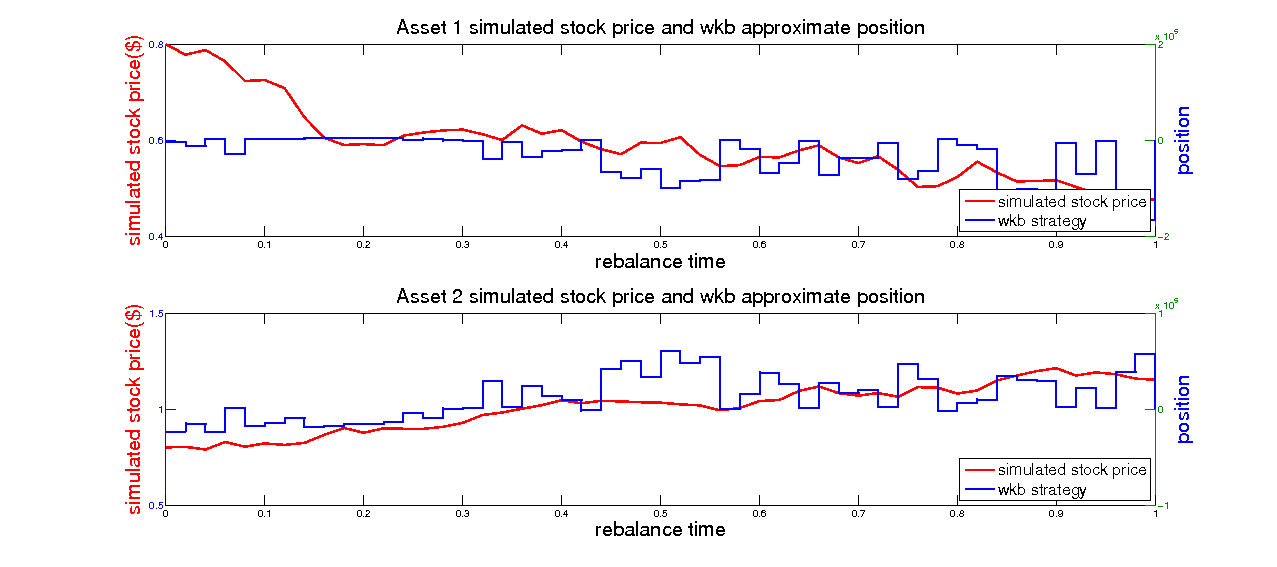 Asset 1 simulated stock price and wkb approximate position
x 10^5
simulated stock price($)
0.8
0.6
0.4
2
0
-2
position
simulated stock price
wkb strategy
0 0.1 0.2 0.3 0.4 0.5 0.6 0.7 0.8 0.9 1
rebalance time
Asset 2 simulated stock price and wkb approximate position
x 10^5
simulated stock price($)
1.5
1
0.5
1
0
-1
position
simulated stock price
wkb strategy
0 0.1 0.2 0.3 0.4 0.5 0.6 0.7 0.8 0.9 1
rebalance time